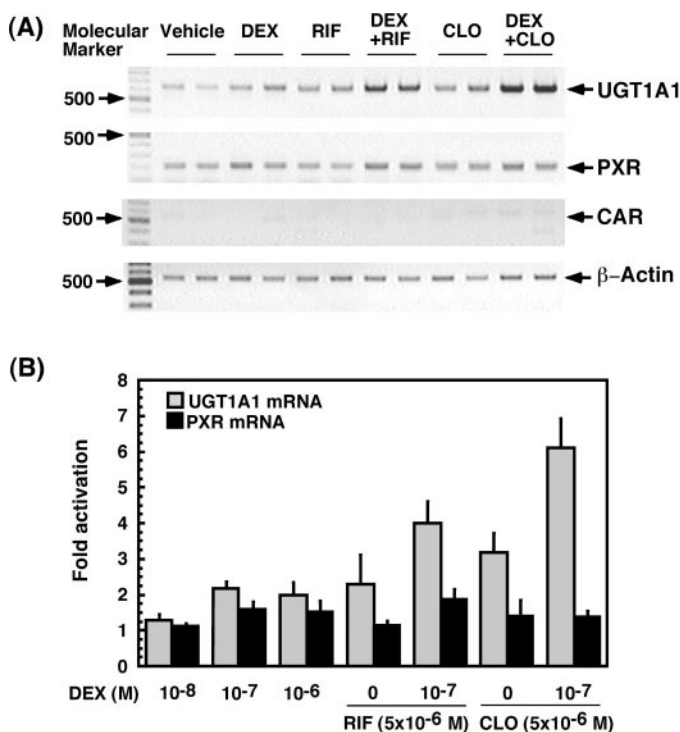 (A)
Molecular Marker Vehicle DEX RIF DEX +RIF CLO DEX +CLO
500 UGT1A1
500 PXR
500 CAR
500 β–Actin
(B)
8
7
6
5
4
3
2
1
0
Fold activation
UGT1A1 mRNA
PXR mRNA
DEX (M) 10-8 10-7 10-6 0 10-7 0 10-7
RIF (5x10-6 M) CLO (5x10-6 M)